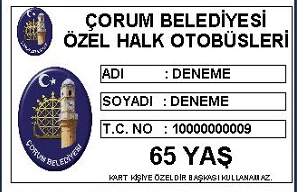 ÇORUM BELEDİYESİ
ÖZEL HALK OTOBÜSLERİ
ADI : DENEME
SOYADI : DENEME
T.C. NO : 10000000009
ÇORUM BELEDİYESİ
65 YAŞ
KART KİŞİYE ÖZELDİR BAŞKASI KULLANAMAZ.